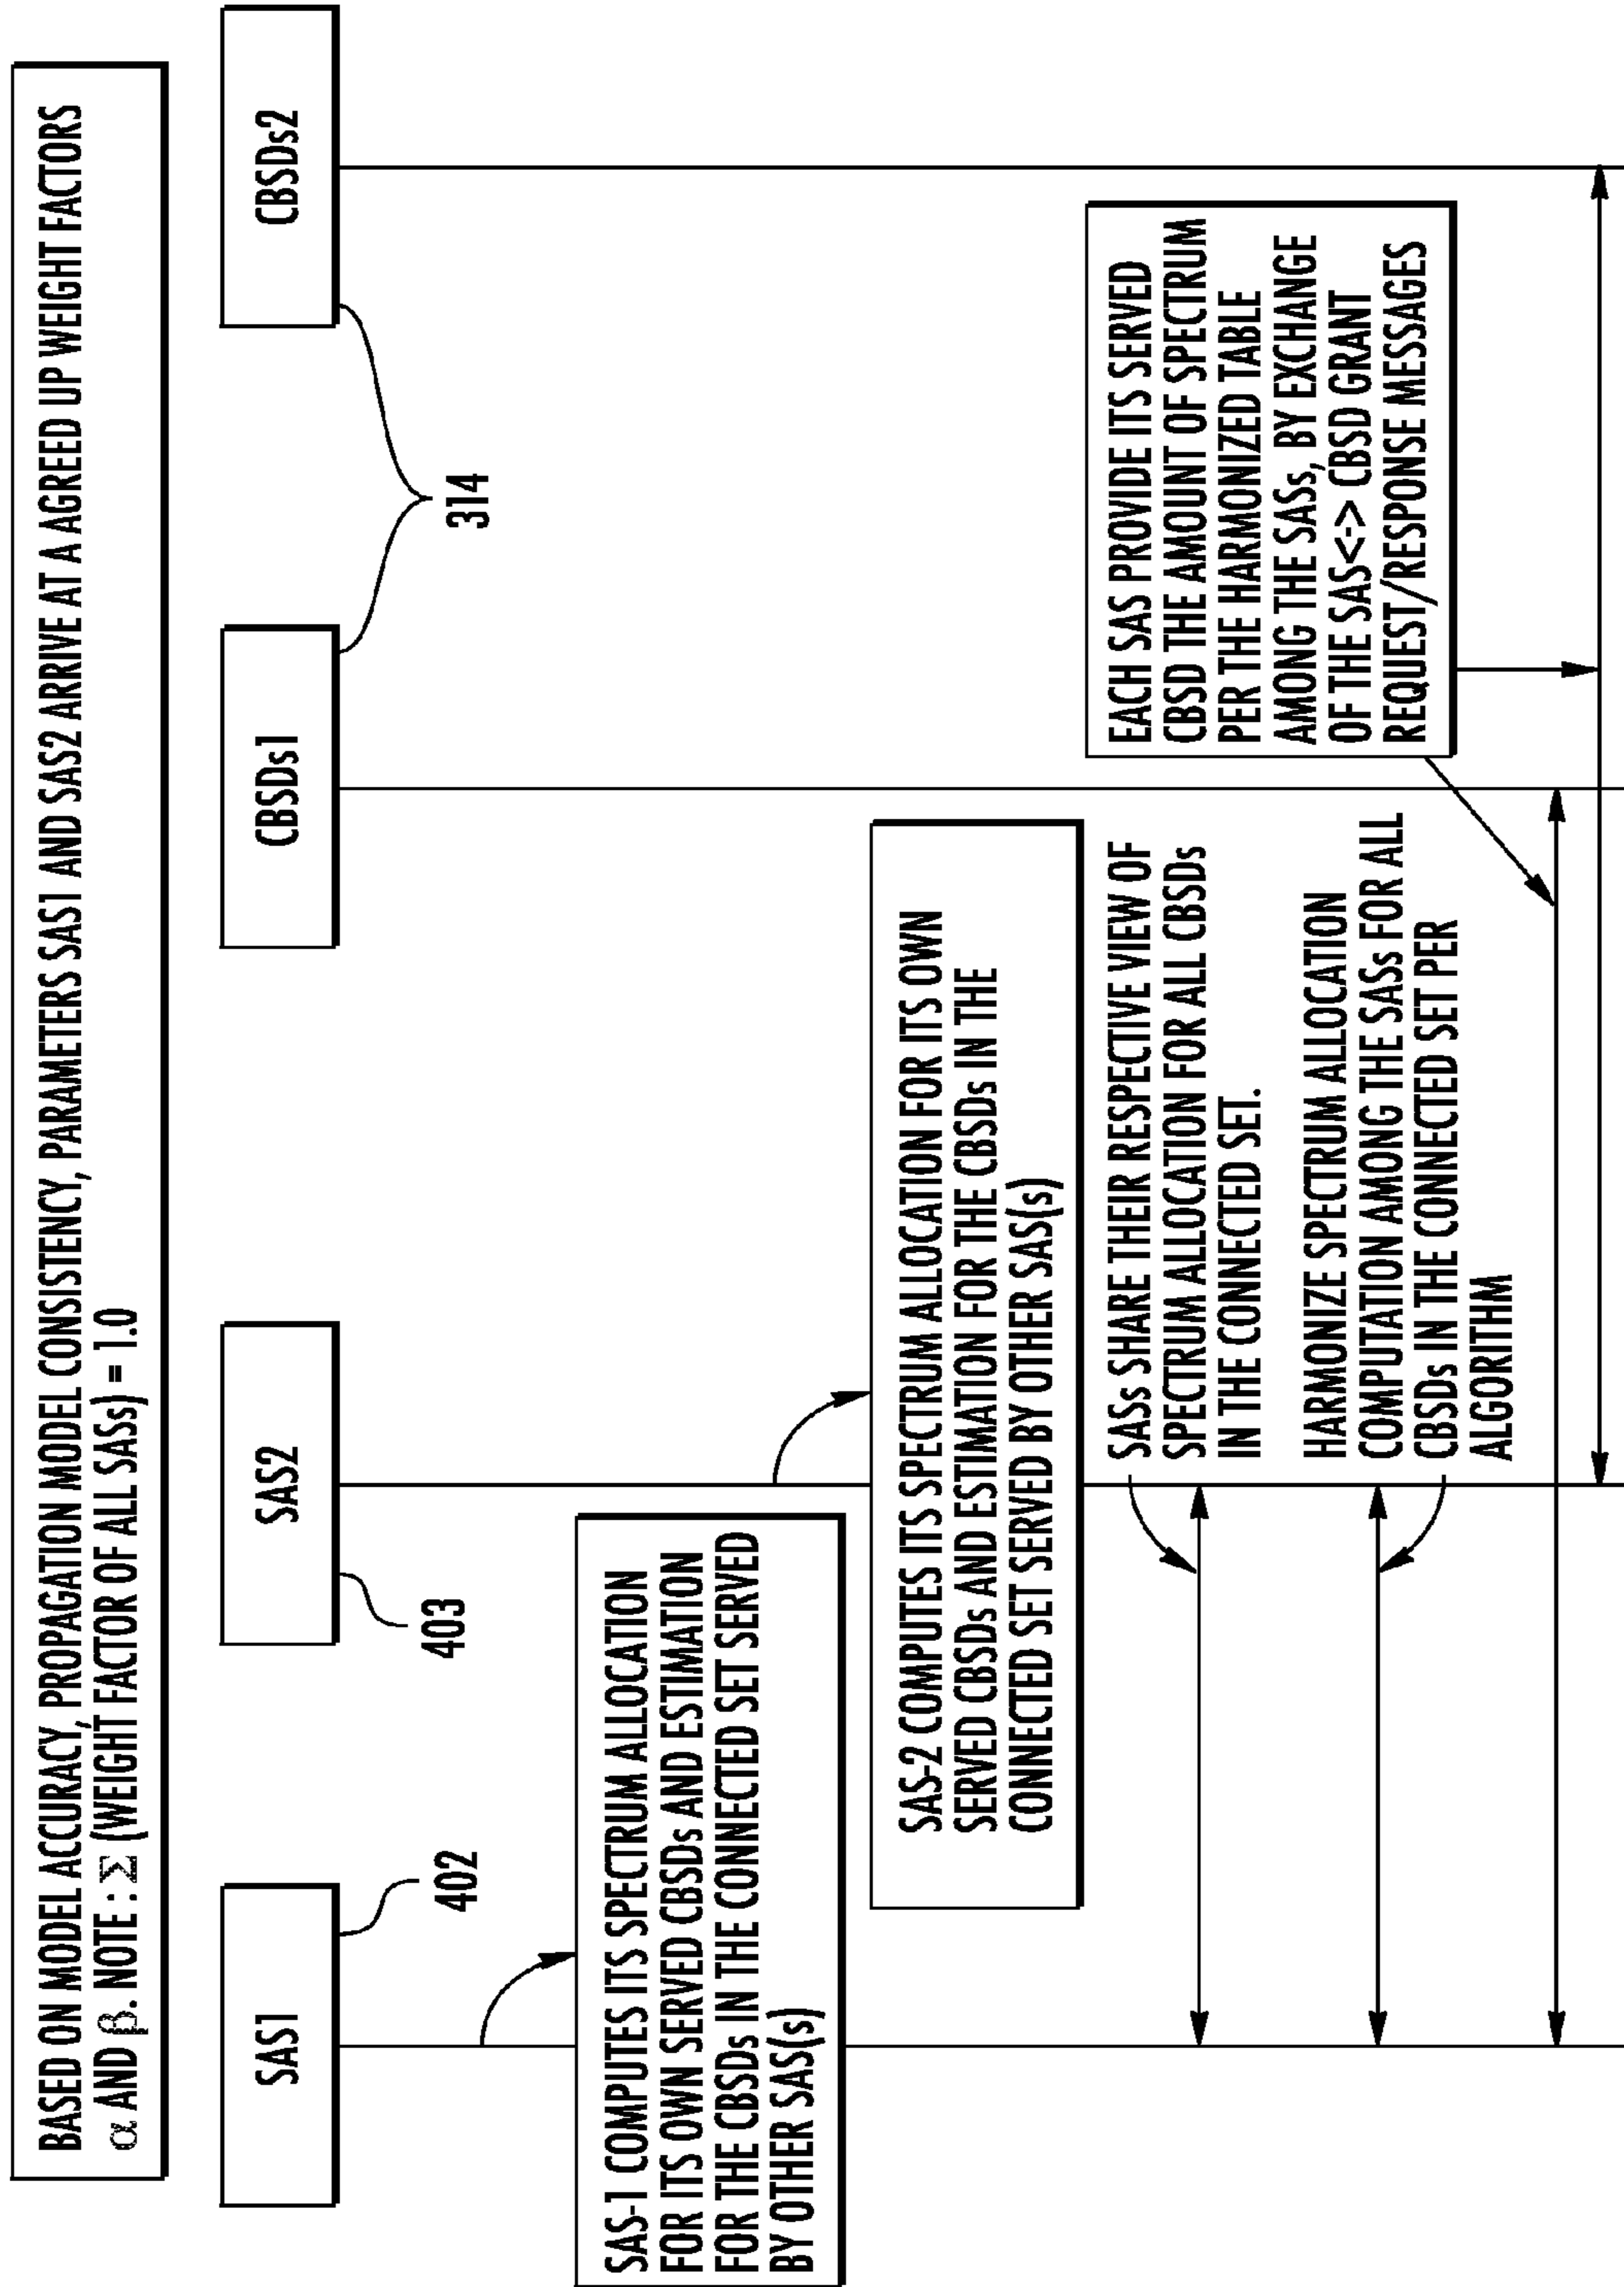 BASED ON MODEL ACCURACY, PROPAGATION MODEL CONSISTENCY, PARAMETERS SAS1 AND SAS2 ARRIVE AT A AGREED UP WEIGHT FACTORS
α AND β. NOTE : Σ (WEIGHT FACTOR OF ALL SASs) = 1.0
SAS1
SAS2
CBSDs1
CBSDs2
402
403
314
SAS-1 COMPUTES ITS SPECTRUM ALLOCATION
FOR ITS OWN SERVED CBSDs AND ESTIMATION
FOR THE CBSDs IN THE CONNECTED SET SERVED
BY OTHER SAS(s)
SAS-2 COMPUTES ITS SPECTRUM ALLOCATION FOR ITS OWN
SERVED CBSDs AND ESTIMATION FOR THE CBSDs IN THE
CONNECTED SET SERVED BY OTHER SAS(s)
SASs SHARE THEIR RESPECTIVE VIEW OF
SPECTRUM ALLOCATION FOR ALL CBSDs
IN THE CONNECTED SET.
HARMONIZE SPECTRUM ALLOCATION
COMPUTATION AMONG THE SASs FOR ALL
CBSDs IN THE CONNECTED SET PER
ALGORITHM
EACH SAS PROVIDE ITS SERVED
CBSD THE AMOUNT OF SPECTRUM
PER THE HARMONIZED TABLE
AMONG THE SASs, BY EXCHANGE
OF THE SAS<-> CBSD GRANT
REQUEST/RESPONSE MESSAGES